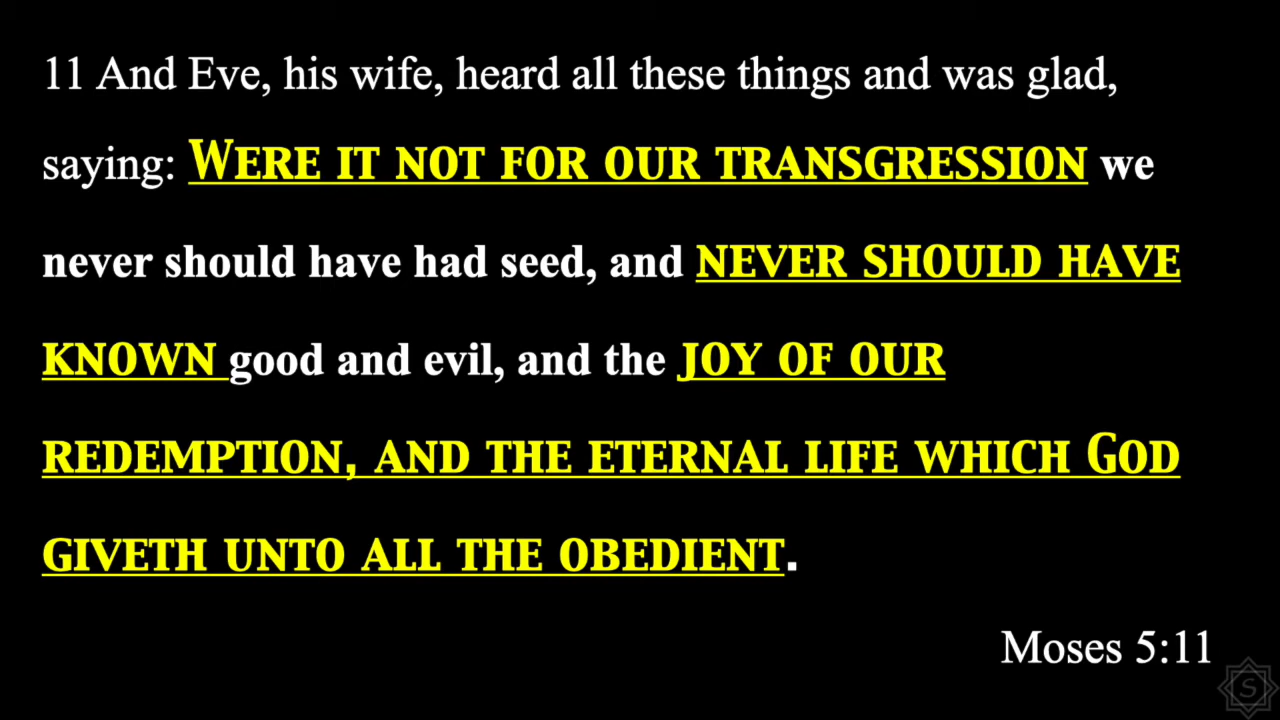 11 And Eve, his wife, heard all these things and was glad,
saying: Were it not for our transgression we
never should have had seed, and never should have
known good and evil, and the joy of our
redemption, and the eternal life which God
giveth unto all the obedient.
Moses 5:11
S